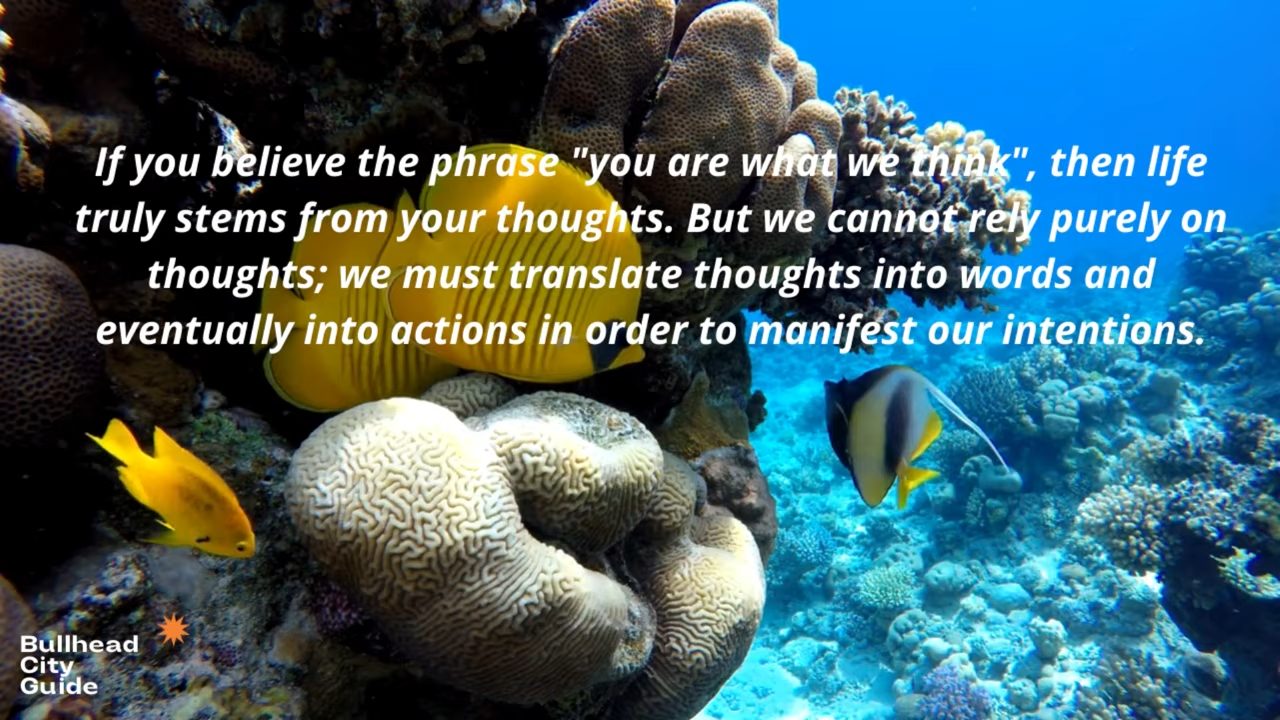 If you believe the phrase "you are what we think", then life
truly stems from your thoughts. But we cannot rely purely on
thoughts; we must translate thoughts into words and
eventually into actions in order to manifest our intentions.
Bullhead
City
Guide